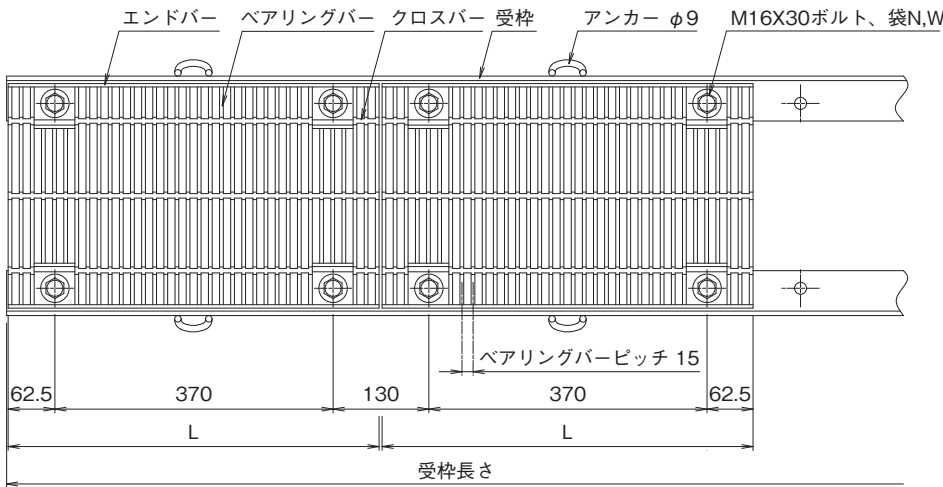 エンドバー ベアリングバー クロスバー 受枠 アンカー φ9 M16X30ボルト、袋N,W
ベアリングバーピッチ 15
62.5 370 130 370 62.5
L L
受枠長さ